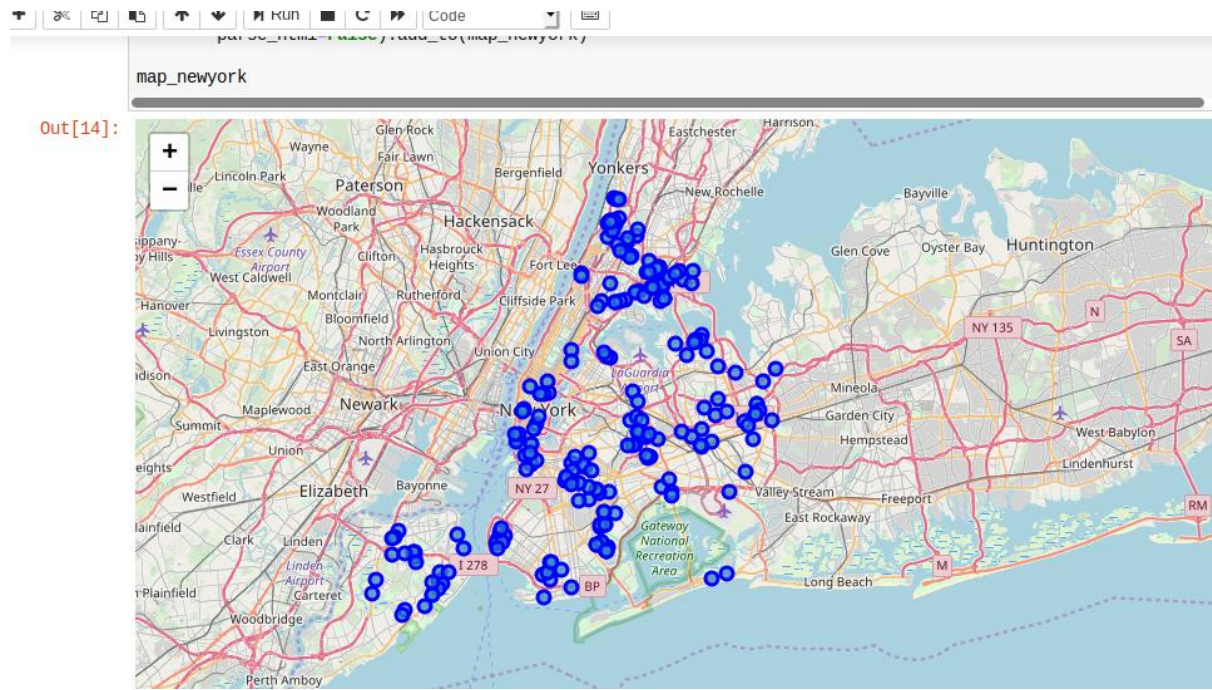 Run
Code
parse_html=False).add_to(map_newyork)
map_newyork
Out[14]:
+
−
Glen Rock
Eastchester
Harrison
Wayne
Fair Lawn
Bergenfield
Yonkers
Lincoln Park
Paterson
New Rochelle
Bayville
Woodland
Park
Hackensack
Essex County
Airport
Clifton
Hasbrouck
Heights
Fort Lee
Glen Cove
Oyster Bay
Huntington
West Caldwell
Montclair
Rutherford
Cliffside Park
Hanover
Bloomfield
N
NY 135
Livingston
North Arlington
Union City
SA
East Orange
LaGuardia
Mineola
Maplewood
Newark
Garden City
Summit
Hempstead
West Babylon
Union
Lindenhurst
Elizabeth
Bayonne
NY 27
Valley Stream
Westfield
Freeport
RM
East Rockaway
Clark
Linden
Gateway
National
Recreation
Area
Linden
Airport
I 278
M
Carteret
BP
Long Beach
Woodbridge
Perth Amboy